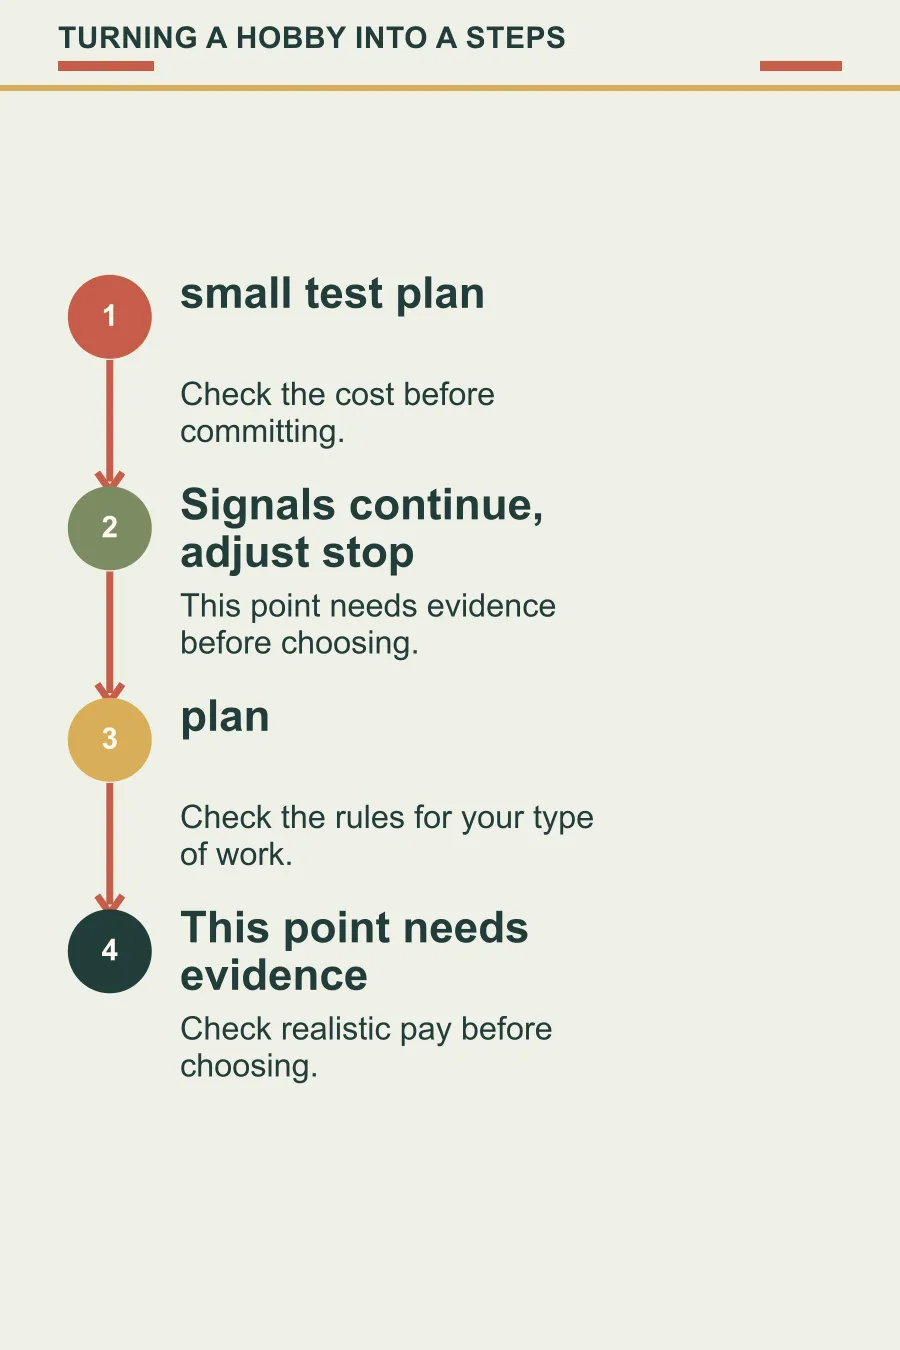 TURNING A HOBBY INTO A STEPS
1
small test plan
Check the cost before
committing.
2
Signals continue,
adjust stop
This point needs evidence
before choosing.
3
plan
Check the rules for your type
of work.
4
This point needs
evidence
Check realistic pay before
choosing.